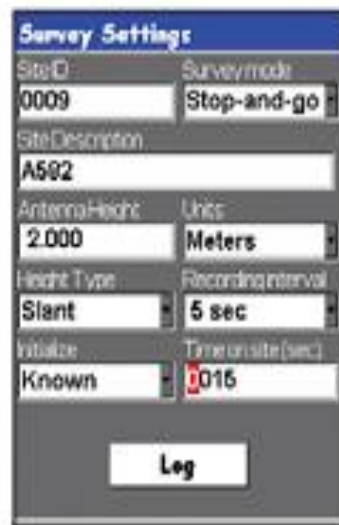 Survey Settings
Site ID Survey mode
0009 Stop-and-go
Site Description
A592
Antenna Height Units
2.000 Meters
Height Type Recording interval
Slant 5 sec
Initialize Time on site (sec)
Known 0015
Log